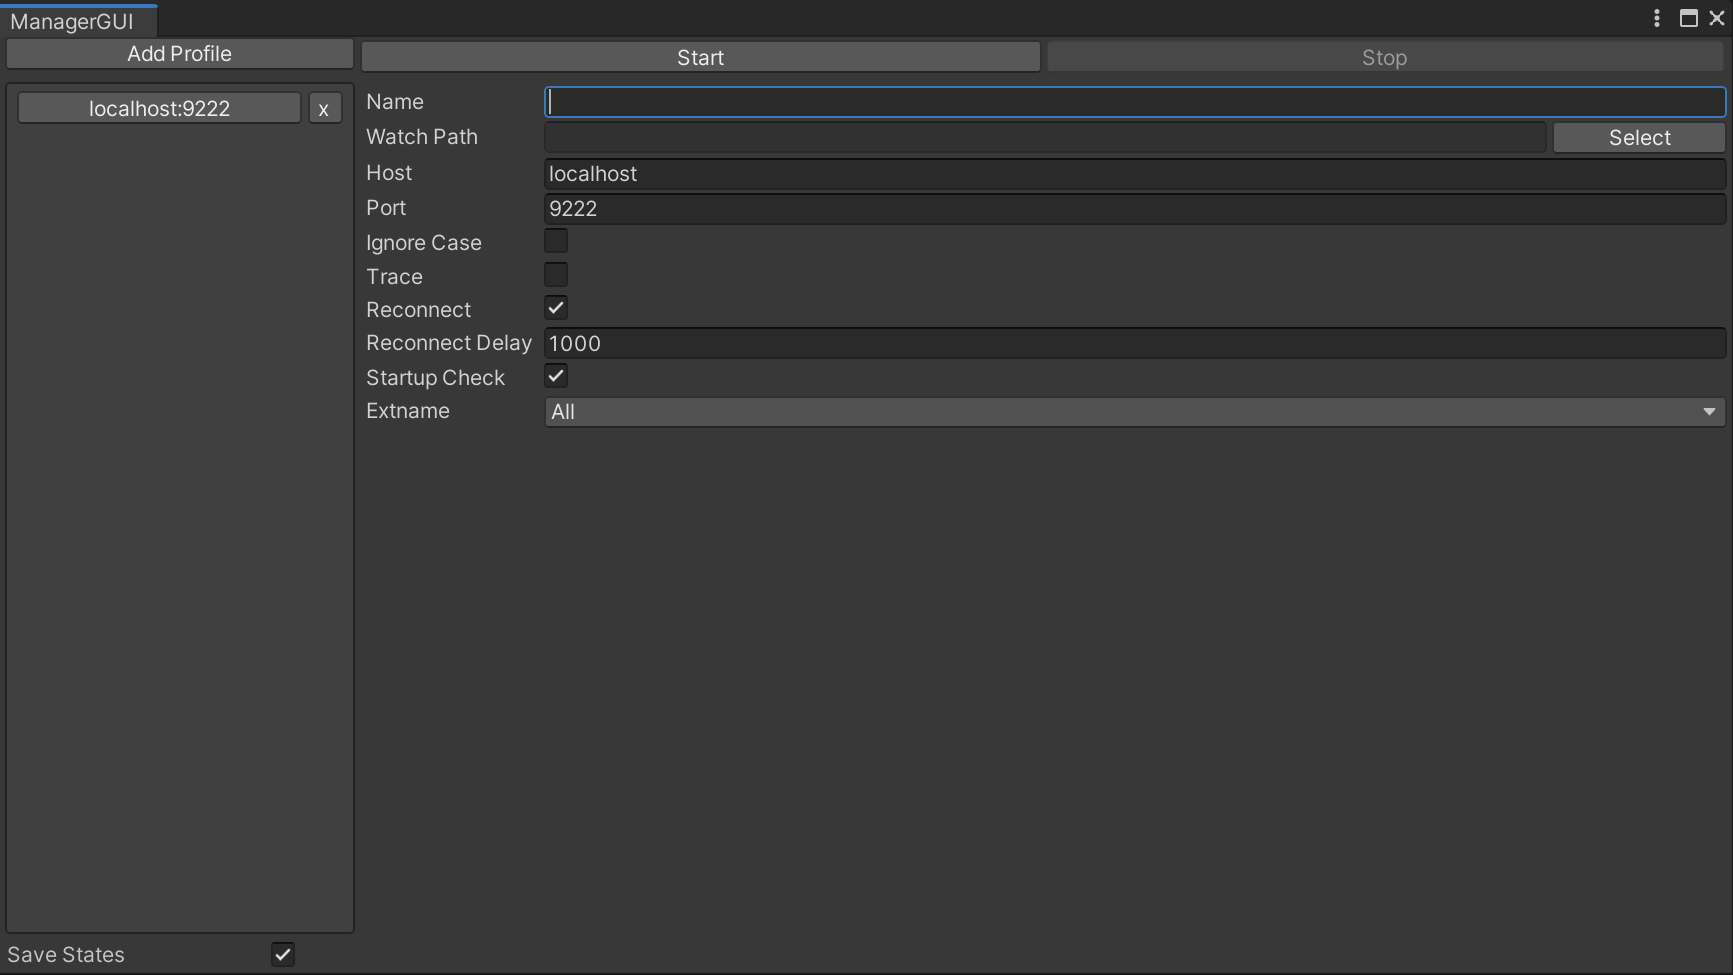 ManagerGUI
Add Profile
Start
Stop
localhost:9222
x
Name
Watch Path
Select
Host
localhost
Port
9222
Ignore Case
Trace
Reconnect
Reconnect Delay
1000
Startup Check
Extname
All
Save States